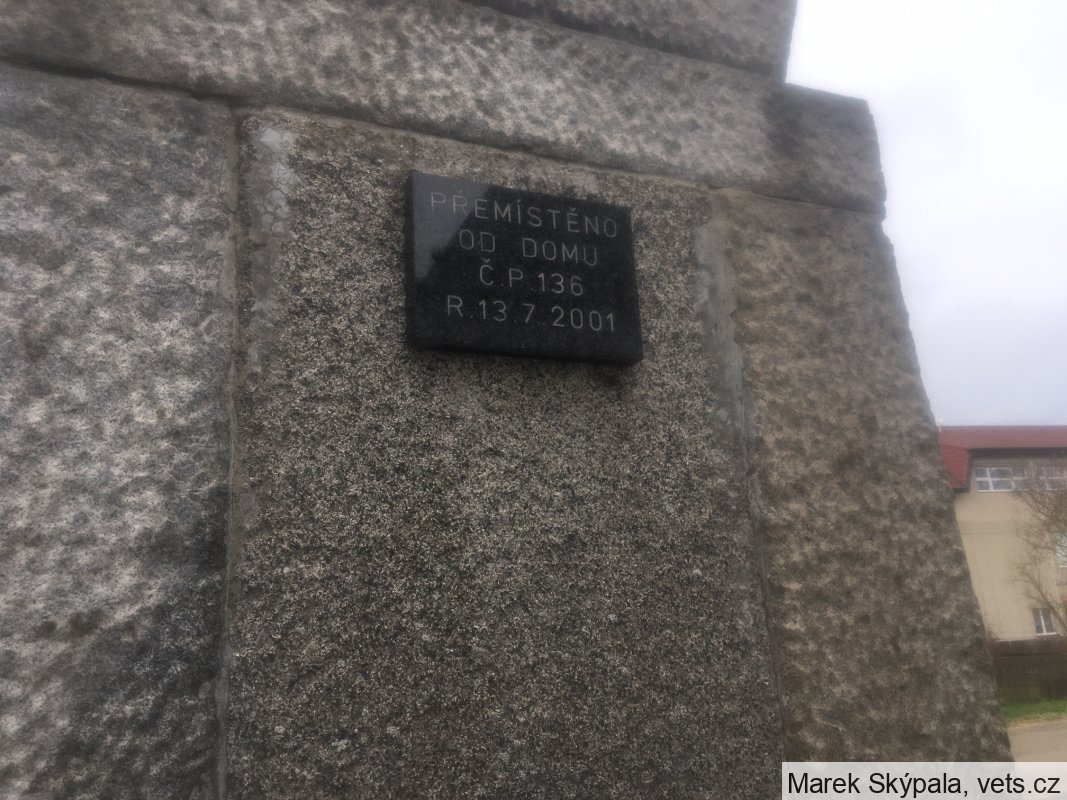 PŘEMÍSTĚNO
OD DOMU
Č.P.136
R.13.7.2001
Marek Skýpala, vets.cz